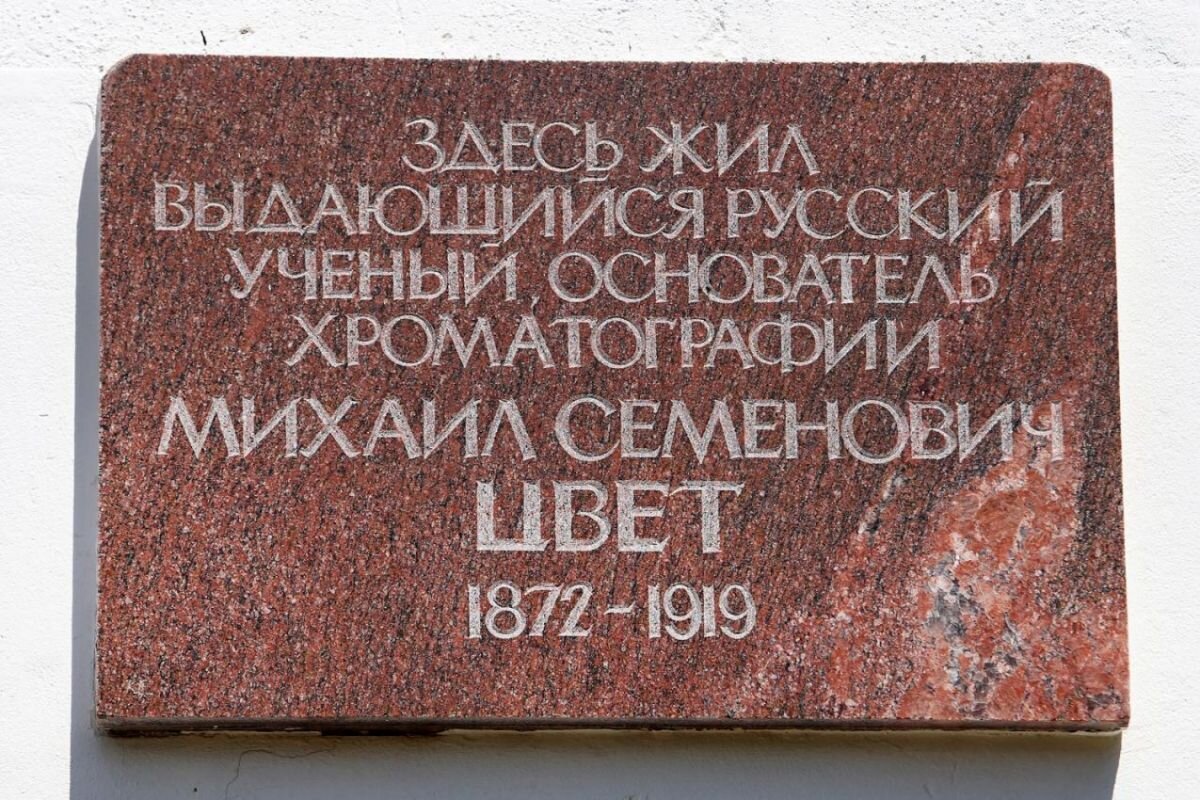 ЗДЕСЬ ЖИЛ
ВЫДАЮЩИЙСЯ РУССКИЙ
УЧЕНЫЙ, ОСНОВАТЕЛЬ
ХРОМАТОГРАФИИ
МИХАИЛ СЕМЕНОВИЧ
ЦВЕТ
1872-1919